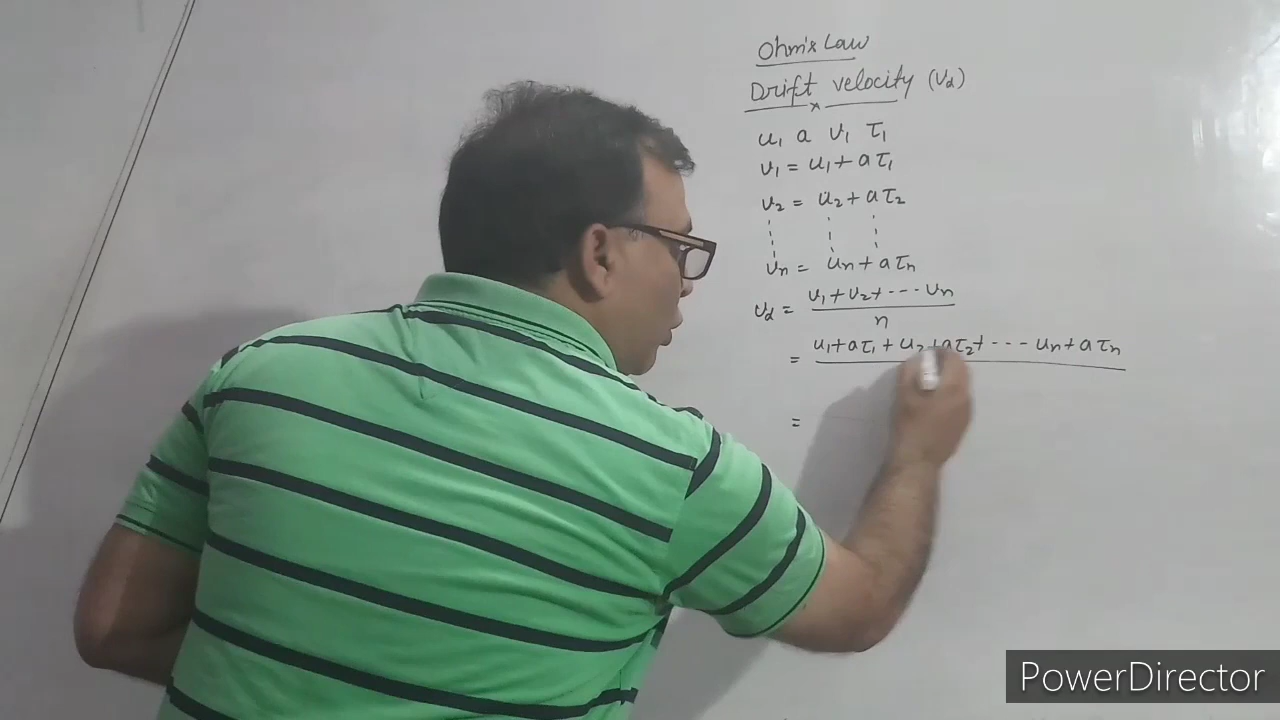 Ohm's Law
Drift velocity (vd)
u₁ a v₁ τ₁
v₁ = u₁ + aτ₁
v₂ = u₂ + aτ₂
vn = un + aτn
vd = v₁ + v₂ + --- vn
n
= u₁ + aτ₁ + u₂ + aτ₂ + --- un + aτn
=
PowerDirector